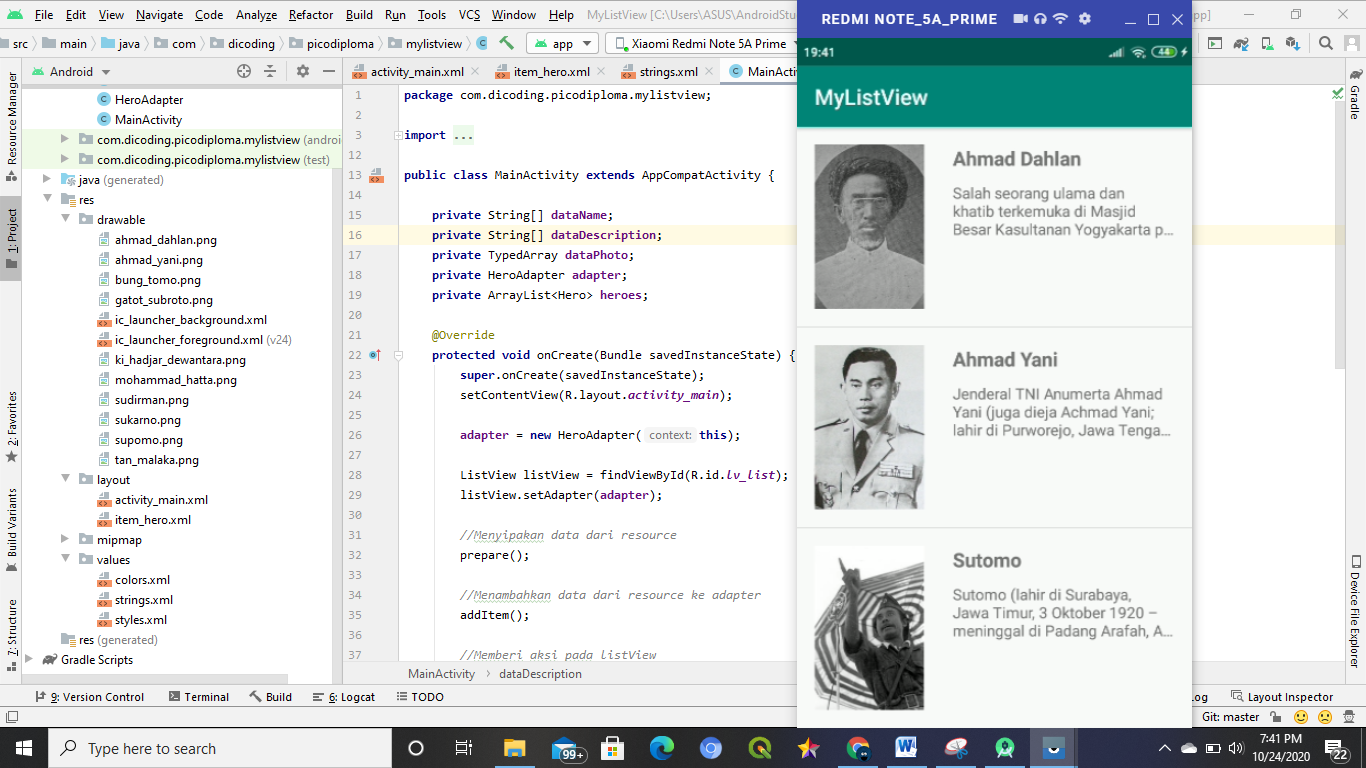 File Edit View Navigate Code Analyze Refactor Build Run Tools VCS Window Help MyListView [C:\Users\ASUS\AndroidStu
src main java com dicoding picodiploma mylistview C app Xiaomi Redmi Note 5A Prime
Android
activity_main.xml item_hero.xml strings.xml C MainActi
Resource Manager
1: Project
2: Favorites
Build Variants
7: Structure
C HeroAdapter
C MainActivity
com.dicoding.picodiploma.mylistview (androi
com.dicoding.picodiploma.mylistview (test)
java (generated)
res
drawable
ahmad_dahlan.png
ahmad_yani.png
bung_tomo.png
gatot_subroto.png
ic_launcher_background.xml
ic_launcher_foreground.xml (v24)
ki_hadjar_dewantara.png
mohammad_hatta.png
sudirman.png
sukarno.png
supomo.png
tan_malaka.png
layout
activity_main.xml
item_hero.xml
mipmap
values
colors.xml
strings.xml
styles.xml
res (generated)
Gradle Scripts
1 package com.dicoding.picodiploma.mylistview;
2
3 import ...
12
13 public class MainActivity extends AppCompatActivity {
14
15 private String[] dataName;
16 private String[] dataDescription;
17 private TypedArray dataPhoto;
18 private HeroAdapter adapter;
19 private ArrayList<Hero> heroes;
20
21 @Override
22 protected void onCreate(Bundle savedInstanceState) {
23 super.onCreate(savedInstanceState);
24 setContentView(R.layout.activity_main);
25
26 adapter = new HeroAdapter( context: this);
27
28 ListView listView = findViewById(R.id.lv_list);
29 listView.setAdapter(adapter);
30
31 //Menyipakan data dari resource
32 prepare();
33
34 //Menambahkan data dari resource ke adapter
35 addItem();
36
37 //Memberi aksi pada listView
MainActivity dataDescription
REDMI NOTE_5A_PRIME
19:41 44
MyListView
Ahmad Dahlan
Salah seorang ulama dan
khatib terkemuka di Masjid
Besar Kasultanan Yogyakarta p...
Ahmad Yani
Jenderal TNI Anumerta Ahmad
Yani (juga dieja Achmad Yani;
lahir di Purworejo, Jawa Tenga...
Sutomo
Sutomo (lahir di Surabaya,
Jawa Timur, 3 Oktober 1920 –
meninggal di Padang Arafah, A...
pp]
Gradle
Device File Explorer
9: Version Control Terminal Build 6: Logcat TODO og Layout Inspector
Git: master
Type here to search
99+
7:41 PM
10/24/2020
22